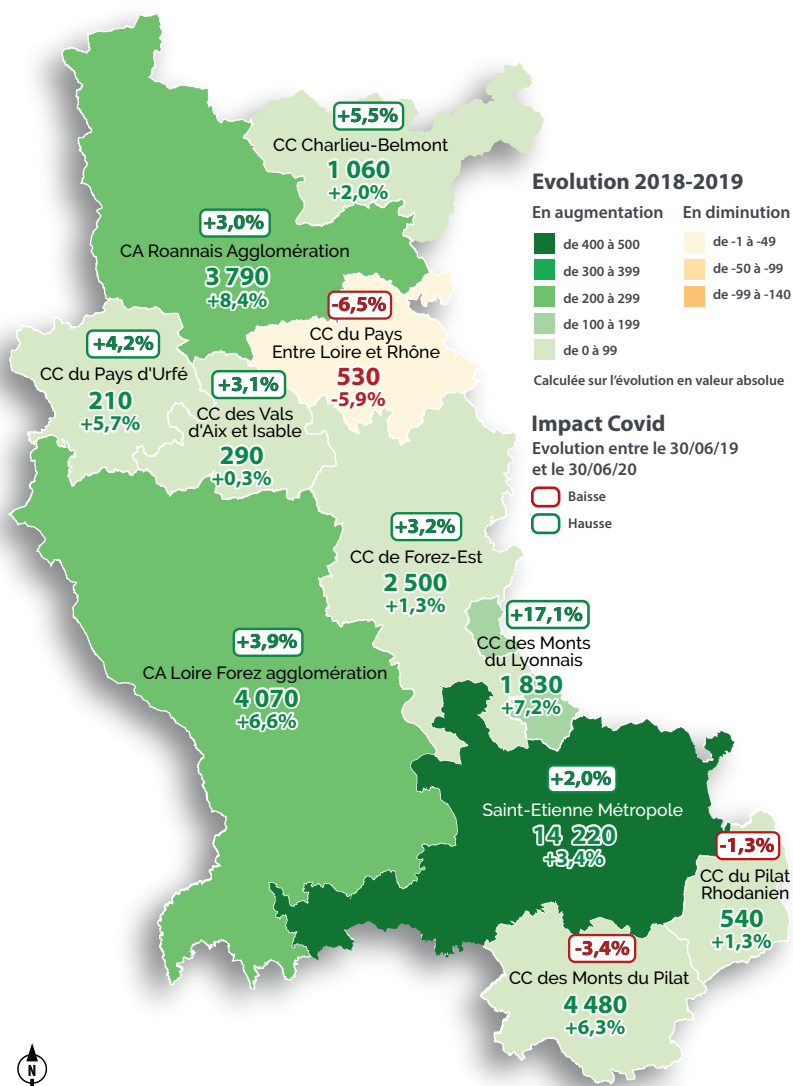 +5,5%
CC Charlieu-Belmont
1 060
+2,0%
+3,0%
CA Roannais Agglomération
3 790
+8,4%
-6,5%
CC du Pays
Entre Loire et Rhône
530
-5,9%
+4,2%
CC du Pays d'Urfé
210
+5,7%
+3,1%
CC des Vals
d'Aix et Isable
290
+0,3%
+3,2%
CC de Forez-Est
2 500
+1,3%
+17,1%
CC des Monts
du Lyonnais
1 830
+7,2%
+3,9%
CA Loire Forez agglomération
4 070
+6,6%
+2,0%
Saint-Etienne Métropole
14 220
+3,4%
-1,3%
CC du Pilat
Rhodanien
540
+1,3%
-3,4%
CC des Monts du Pilat
4 480
+6,3%
Evolution 2018-2019
En augmentation
de 400 à 500
de 300 à 399
de 200 à 299
de 100 à 199
de 0 à 99
En diminution
de -1 à -49
de -50 à -99
de -99 à -140
Calculée sur l'évolution en valeur absolue
Impact Covid
Evolution entre le 30/06/19
et le 30/06/20
Baisse
Hausse
N